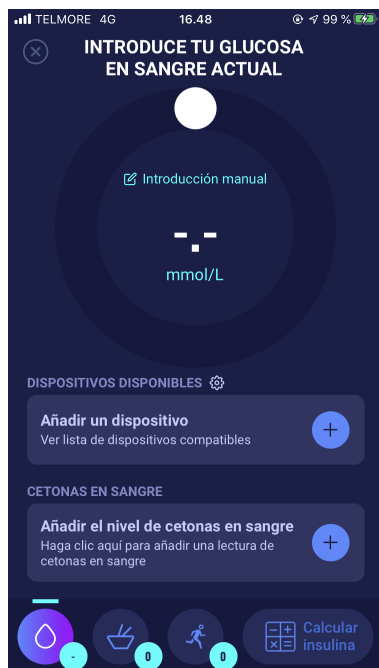 TELMORE 4G 16.48 99 %
INTRODUCE TU GLUCOSA
EN SANGRE ACTUAL
Introducción manual
-.-
mmol/L
DISPOSITIVOS DISPONIBLES
Añadir un dispositivo
Ver lista de dispositivos compatibles
CETONAS EN SANGRE
Añadir el nivel de cetonas en sangre
Haga clic aquí para añadir una lectura de
cetonas en sangre
- 0 0
Calcular
insulina